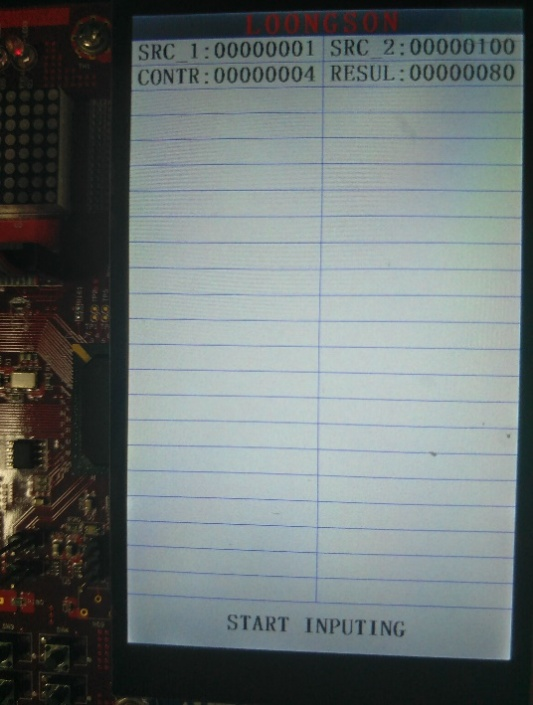 LOONGSON
SRC_1:00000001 SRC_2:00000100
CONTR:00000004 RESUL:00000080
START INPUTING